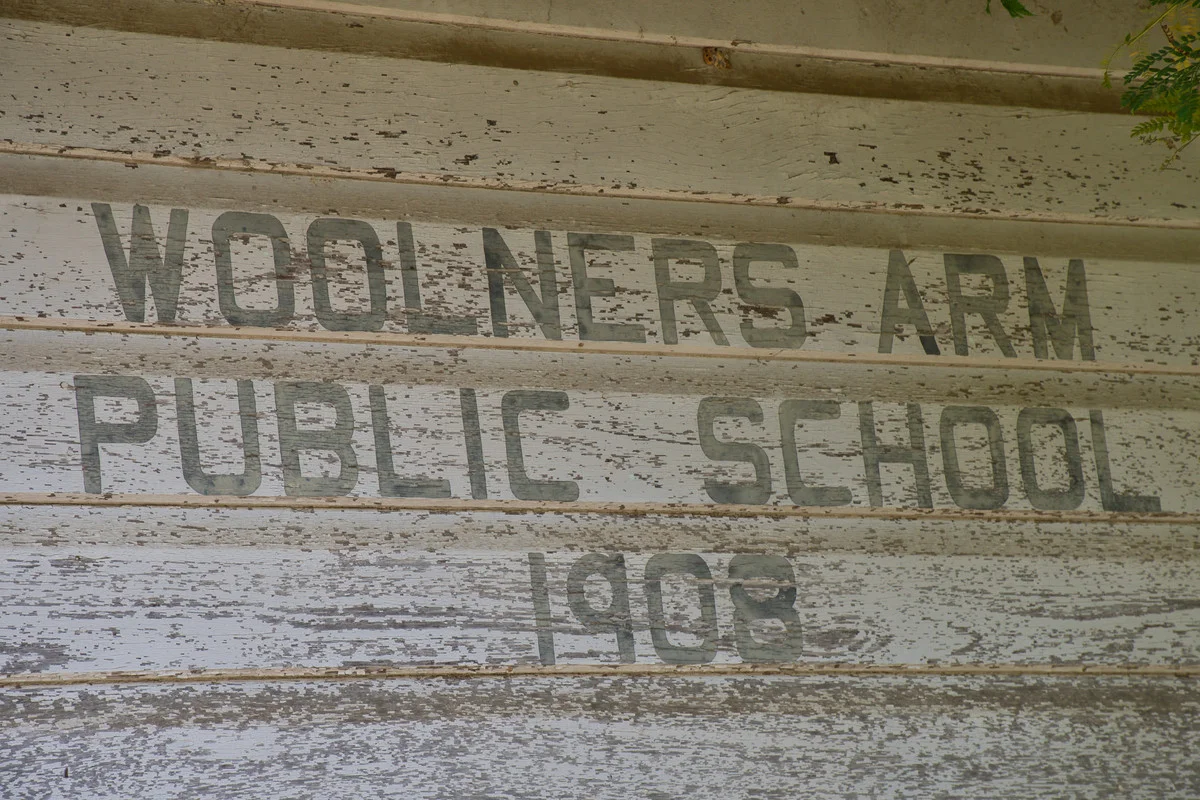 WOOLNERS ARM
PUBLIC SCHOOL
1908